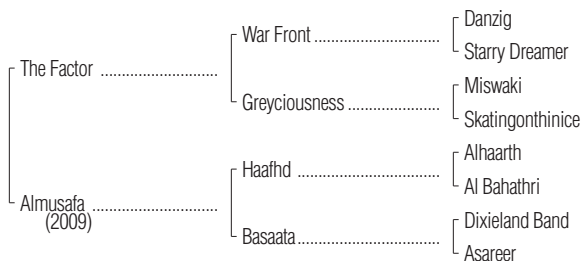 Danzig
War Front ....................................
Starry Dreamer
The Factor ..................................
Miswaki
Greyciousness ..........................
Skatingonthinice
Alhaarth
Haafhd ........................................
Al Bahathri
Almusafa ....................................
(2009)
Dixieland Band
Basaata ......................................
Asareer